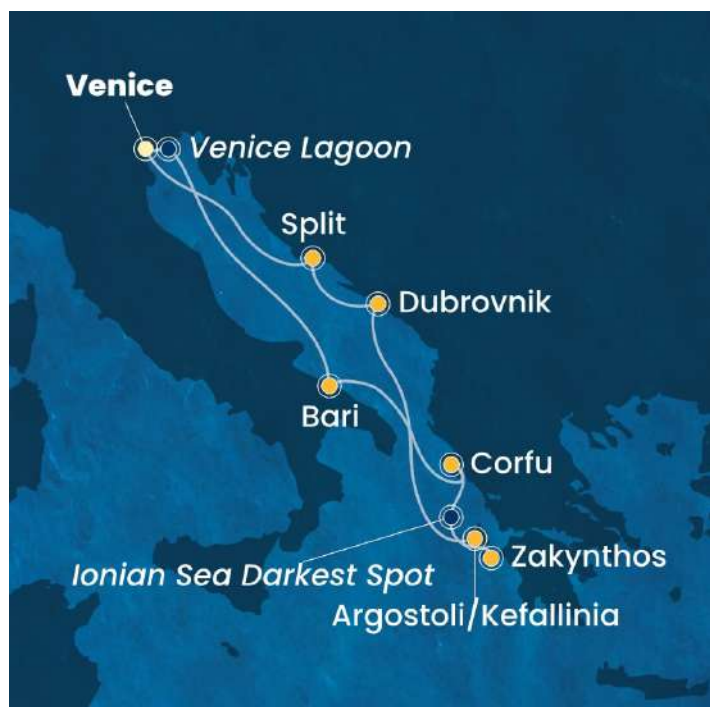 Venice
Venice Lagoon
Split
Dubrovnik
Bari
Corfu
Zakynthos
Ionian Sea Darkest Spot
Argostoli/Kefallinia